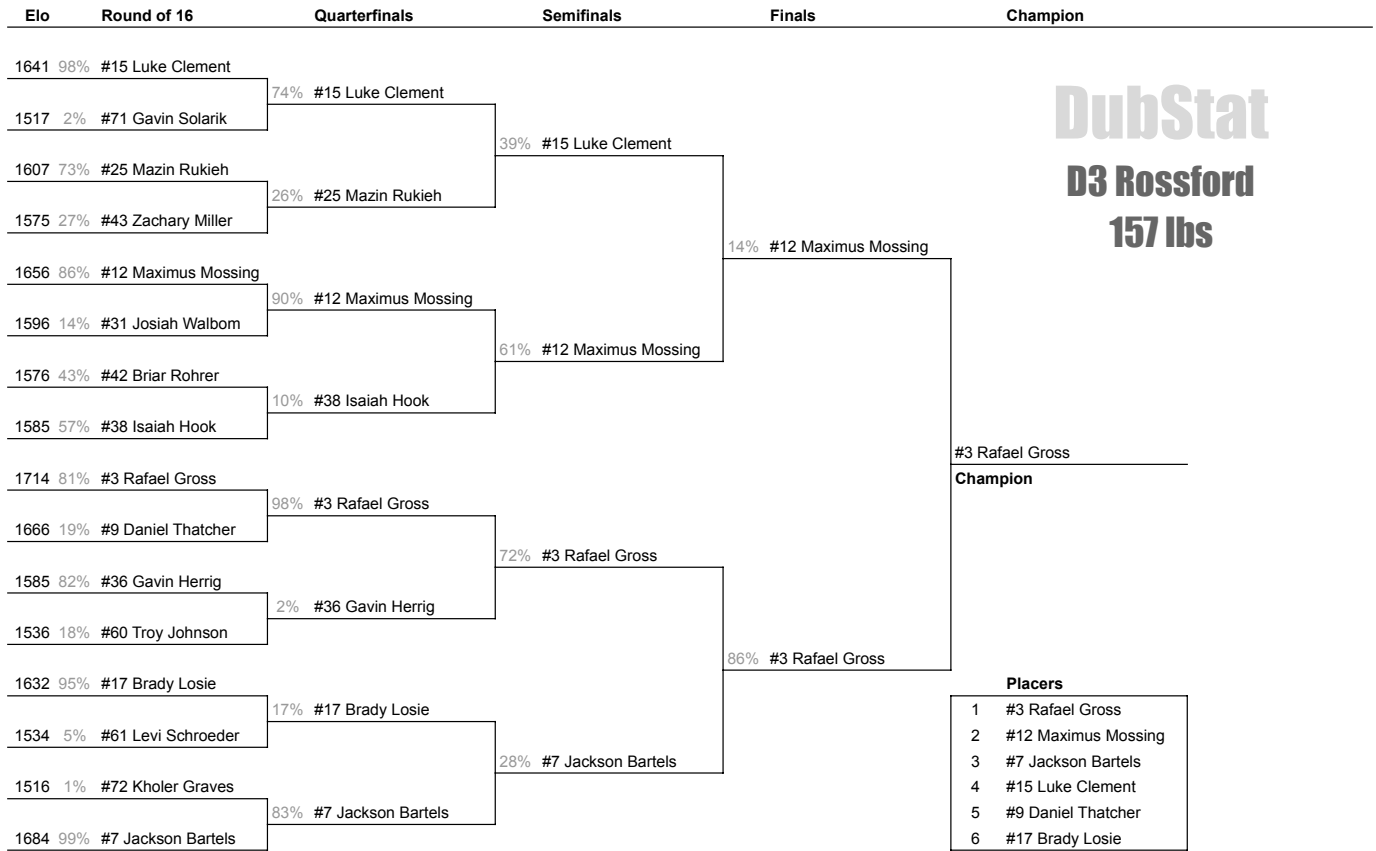 Elo Round of 16 Quarterfinals Semifinals Finals Champion
1641 98% #15 Luke Clement
74% #15 Luke Clement
1517 2% #71 Gavin Solarik
39% #15 Luke Clement
1607 73% #25 Mazin Rukieh
26% #25 Mazin Rukieh
1575 27% #43 Zachary Miller
14% #12 Maximus Mossing
1656 86% #12 Maximus Mossing
90% #12 Maximus Mossing
1596 14% #31 Josiah Walbom
61% #12 Maximus Mossing
1576 43% #42 Briar Rohrer
10% #38 Isaiah Hook
1585 57% #38 Isaiah Hook
#3 Rafael Gross
Champion
1714 81% #3 Rafael Gross
98% #3 Rafael Gross
1666 19% #9 Daniel Thatcher
72% #3 Rafael Gross
1585 82% #36 Gavin Herrig
2% #36 Gavin Herrig
1536 18% #60 Troy Johnson
86% #3 Rafael Gross
1632 95% #17 Brady Losie
17% #17 Brady Losie
1534 5% #61 Levi Schroeder
28% #7 Jackson Bartels
1516 1% #72 Kholer Graves
83% #7 Jackson Bartels
1684 99% #7 Jackson Bartels
DubStat
D3 Rossford
157 lbs
Placers
1 #3 Rafael Gross
2 #12 Maximus Mossing
3 #7 Jackson Bartels
4 #15 Luke Clement
5 #9 Daniel Thatcher
6 #17 Brady Losie